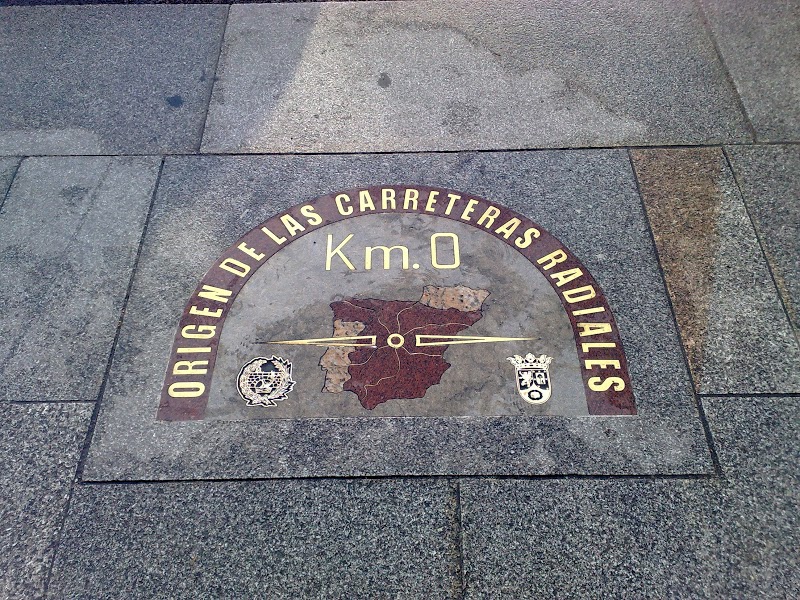 ORIGEN DE LAS CARRETERAS RADIALES
Km. 0